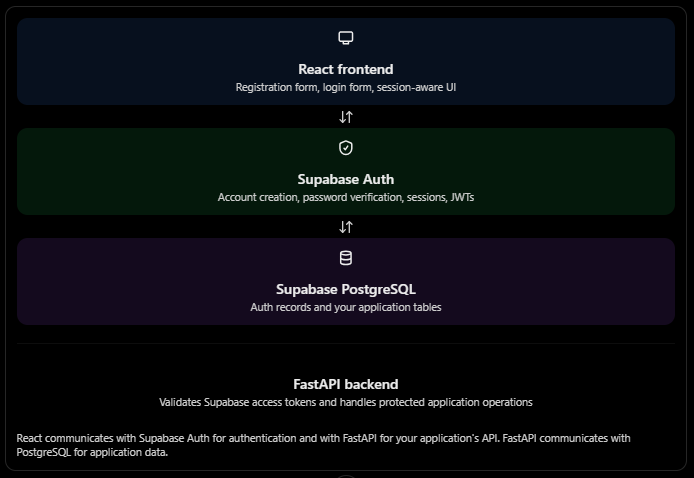 React frontend
Registration form, login form, session-aware UI
Supabase Auth
Account creation, password verification, sessions, JWTs
Supabase PostgreSQL
Auth records and your application tables
FastAPI backend
Validates Supabase access tokens and handles protected application operations
React communicates with Supabase Auth for authentication and with FastAPI for your application's API. FastAPI communicates with
PostgreSQL for application data.